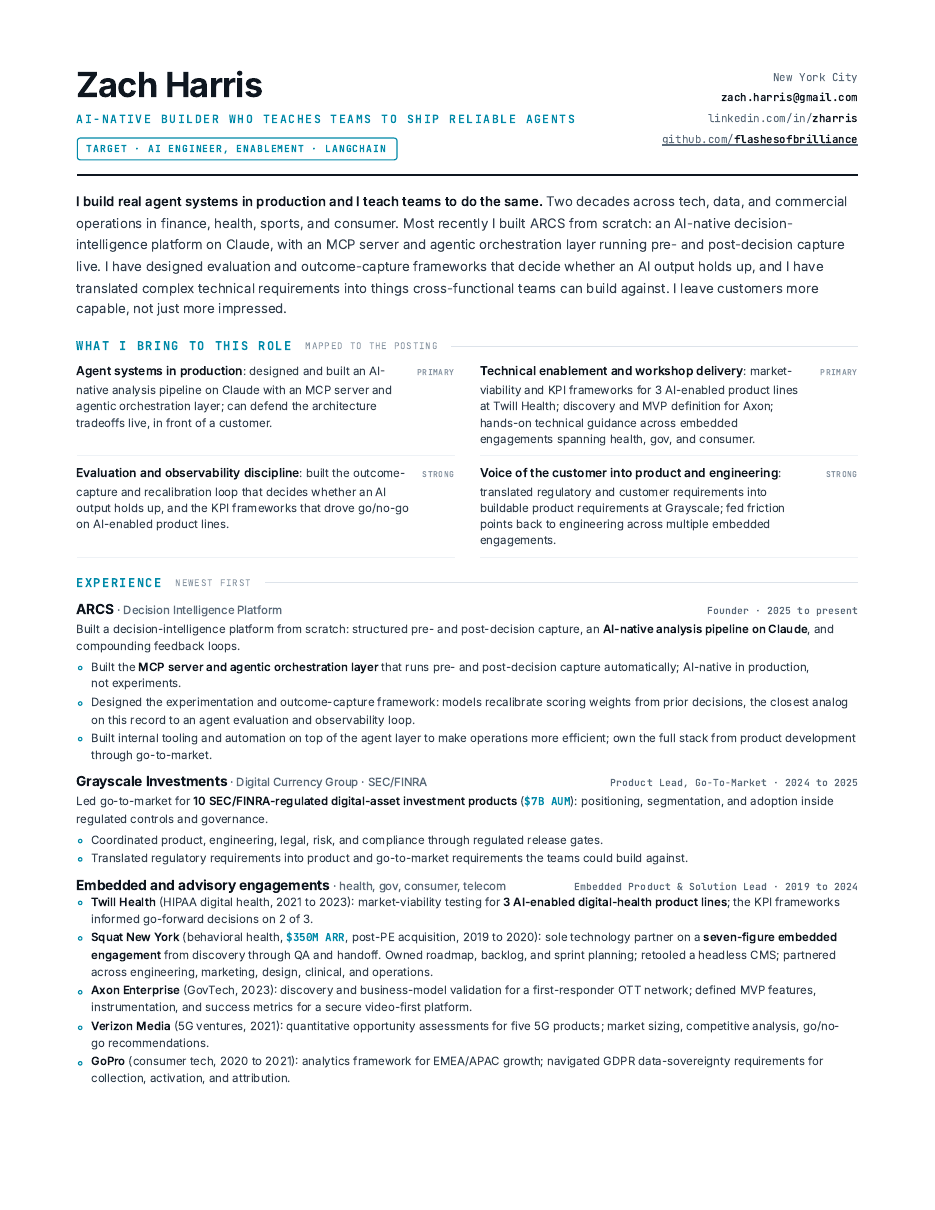 Zach Harris
AI-NATIVE BUILDER WHO TEACHES TEAMS TO SHIP RELIABLE AGENTS
TARGET · AI ENGINEER, ENABLEMENT · LANGCHAIN
New York City
zach.harris@gmail.com
linkedin.com/in/zharris
github.com/flashesofbrilliance
I build real agent systems in production and I teach teams to do the same. Two decades across tech, data, and commercial
operations in finance, health, sports, and consumer. Most recently I built ARCS from scratch: an AI-native decision-
intelligence platform on Claude, with an MCP server and agentic orchestration layer running pre- and post-decision capture
live. I have designed evaluation and outcome-capture frameworks that decide whether an AI output holds up, and I have
translated complex technical requirements into things cross-functional teams can build against. I leave customers more
capable, not just more impressed.
WHAT I BRING TO THIS ROLE MAPPED TO THE POSTING
Agent systems in production: designed and built an AI- PRIMARY
native analysis pipeline on Claude with an MCP server and
agentic orchestration layer; can defend the architecture
tradeoffs live, in front of a customer.
Technical enablement and workshop delivery: market- PRIMARY
viability and KPI frameworks for 3 AI-enabled product lines
at Twill Health; discovery and MVP definition for Axon;
hands-on technical guidance across embedded
engagements spanning health, gov, and consumer.
Evaluation and observability discipline: built the outcome- STRONG
capture and recalibration loop that decides whether an AI
output holds up, and the KPI frameworks that drove go/no-go
on AI-enabled product lines.
Voice of the customer into product and engineering: STRONG
translated regulatory and customer requirements into
buildable product requirements at Grayscale; fed friction
points back to engineering across multiple embedded
engagements.
EXPERIENCE NEWEST FIRST
ARCS · Decision Intelligence Platform Founder · 2025 to present
Built a decision-intelligence platform from scratch: structured pre- and post-decision capture, an AI-native analysis pipeline on Claude, and
compounding feedback loops.
Built the MCP server and agentic orchestration layer that runs pre- and post-decision capture automatically; AI-native in production,
not experiments.
Designed the experimentation and outcome-capture framework: models recalibrate scoring weights from prior decisions, the closest analog
on this record to an agent evaluation and observability loop.
Built internal tooling and automation on top of the agent layer to make operations more efficient; own the full stack from product development
through go-to-market.
Grayscale Investments · Digital Currency Group · SEC/FINRA Product Lead, Go-To-Market · 2024 to 2025
Led go-to-market for 10 SEC/FINRA-regulated digital-asset investment products ($7B AUM): positioning, segmentation, and adoption inside
regulated controls and governance.
Coordinated product, engineering, legal, risk, and compliance through regulated release gates.
Translated regulatory requirements into product and go-to-market requirements the teams could build against.
Embedded and advisory engagements · health, gov, consumer, telecom Embedded Product & Solution Lead · 2019 to 2024
Twill Health (HIPAA digital health, 2021 to 2023): market-viability testing for 3 AI-enabled digital-health product lines; the KPI frameworks
informed go-forward decisions on 2 of 3.
Squat New York (behavioral health, $350M ARR, post-PE acquisition, 2019 to 2020): sole technology partner on a seven-figure embedded
engagement from discovery through QA and handoff. Owned roadmap, backlog, and sprint planning; retooled a headless CMS; partnered
across engineering, marketing, design, clinical, and operations.
Axon Enterprise (GovTech, 2023): discovery and business-model validation for a first-responder OTT network; defined MVP features,
instrumentation, and success metrics for a secure video-first platform.
Verizon Media (5G ventures, 2021): quantitative opportunity assessments for five 5G products; market sizing, competitive analysis, go/no-
go recommendations.
GoPro (consumer tech, 2020 to 2021): analytics framework for EMEA/APAC growth; navigated GDPR data-sovereignty requirements for
collection, activation, and attribution.